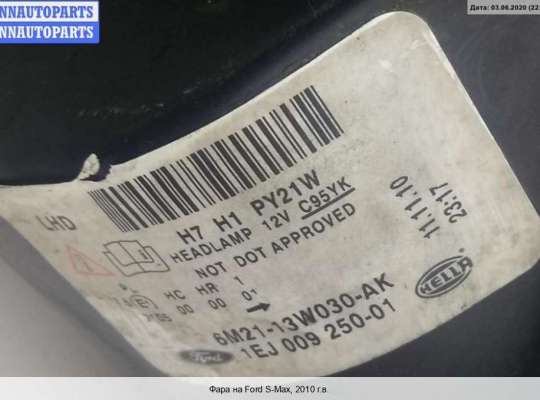 NNAUTOPARTS
Дата: 03.06.2020 (22
INNAUTOPARTS
LHD
H7 H1 PY21W
HEADLAMP 12V C95YK
NOT DOT APPROVED
HC HR 1
00 00 01
11.11.10
23:17
6M21-13W030-AK
1EJ 009 250-01
HELLA
Ford
Фара на Ford S-Max, 2010 г.в.